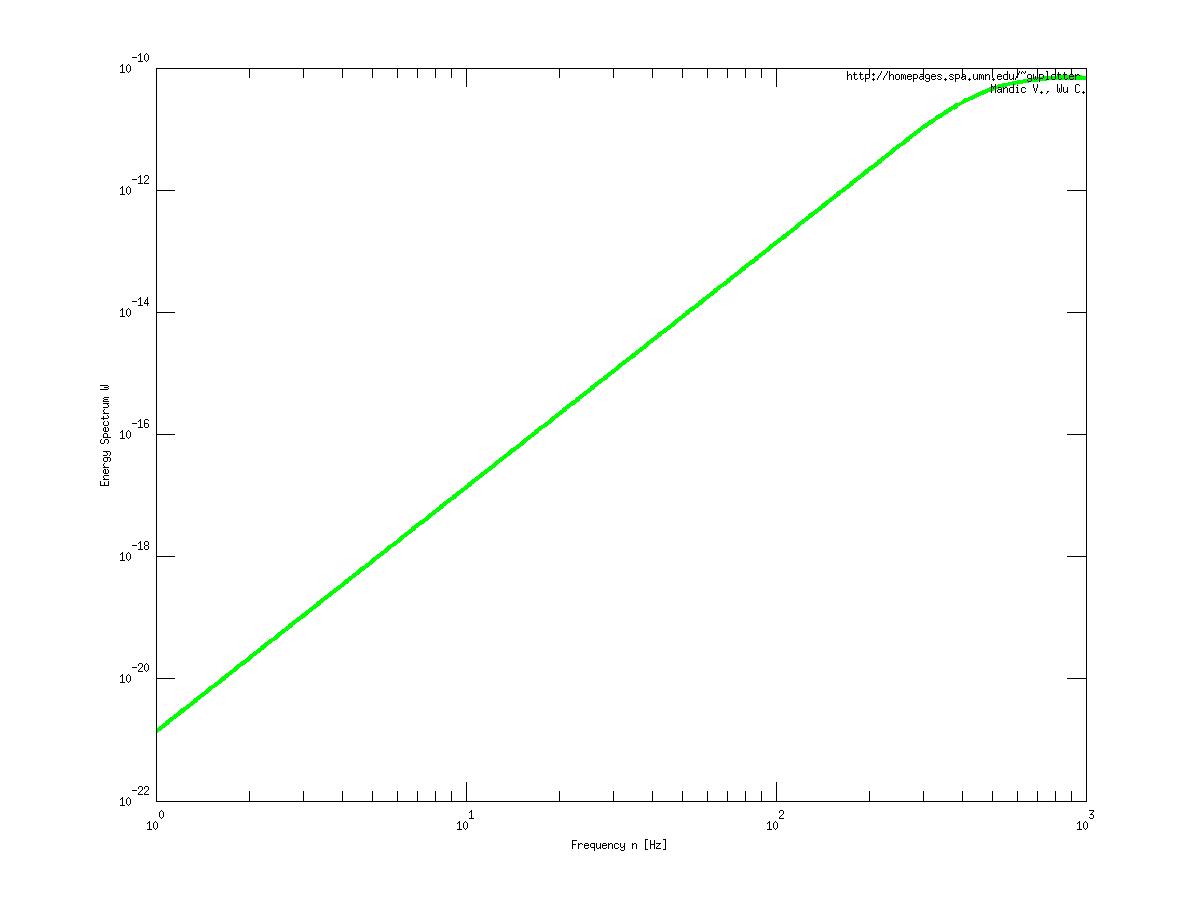 10^-10
http://homepages.spa.umn.edu/~gwplotter
Mandic V., Wu C.
10^-12
10^-14
10^-16
10^-18
10^-20
10^-22
Energy Spectrum W
10^0 10^1 10^2 10^3
Frequency n [Hz]